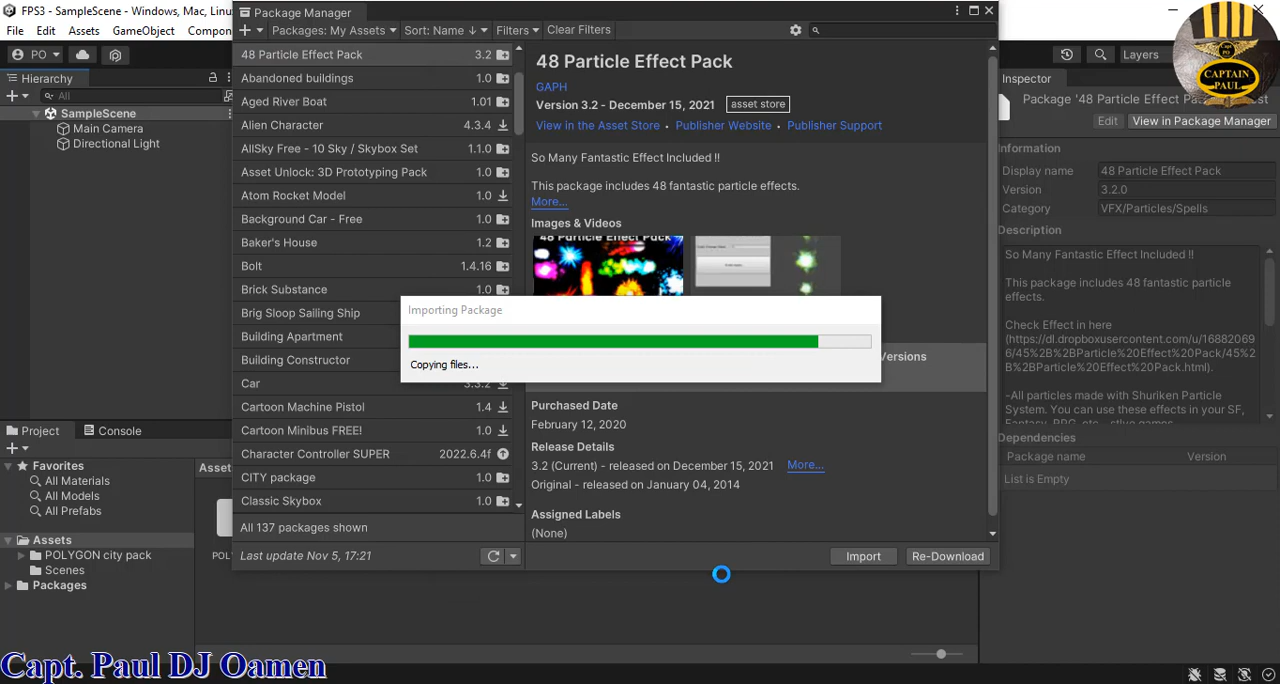 FPS3 - SampleScene - Windows, Mac, Linu
File Edit Assets GameObject Compon
PO
Layers
Capt PO
CAPTAIN
PAUL
Hierarchy
All
SampleScene
Main Camera
Directional Light
Package Manager
Packages: My Assets Sort: Name Filters Clear Filters
48 Particle Effect Pack 3.2
Abandoned buildings 1.0
Aged River Boat 1.01
Alien Character 4.3.4
AllSky Free - 10 Sky / Skybox Set 1.1.0
Asset Unlock: 3D Prototyping Pack 1.0
Atom Rocket Model 1.0
Background Car - Free 1.0
Baker's House 1.2
Bolt 1.4.16
Brick Substance 1.0
Brig Sloop Sailing Ship
Building Apartment
Building Constructor
Car 3.3.2
Cartoon Machine Pistol 1.4
Cartoon Minibus FREE! 1.0
Character Controller SUPER 2022.6.4f
CITY package 1.0
Classic Skybox 1.0
All 137 packages shown
Last update Nov 5, 17:21
48 Particle Effect Pack
GAPH
Version 3.2 - December 15, 2021 asset store
View in the Asset Store • Publisher Website • Publisher Support
So Many Fantastic Effect Included !!
This package includes 48 fantastic particle effects.
More...
Images & Videos
48 Particle Effect Pack
Importing Package
Copying files...
Versions
Purchased Date
February 12, 2020
Release Details
3.2 (Current) - released on December 15, 2021 More...
Original - released on January 04, 2014
Assigned Labels
(None)
Import Re-Download
Inspector
Package '48 Particle Effect Pa
Edit View in Package Manager
Information
Display name 48 Particle Effect Pack
Version 3.2.0
Category VFX/Particles/Spells
Description
So Many Fantastic Effect Included !!
This package includes 48 fantastic particle
effects.
Check Effect in here
(https://dl.dropboxusercontent.com/u/16882069
6/45%2B%2BParticle%20Effect%20Pack/45%2
B%2BParticle%20Effect%20Pack.html).
-All particles made with Shuriken Particle
System. You can use these effects in your SF,
Dependencies
Package name Version
List is Empty
Project Console
Favorites
All Materials
All Models
All Prefabs
Assets
POLYGON city pack
Scenes
Packages
Asset
POL
Capt. Paul DJ Oamen